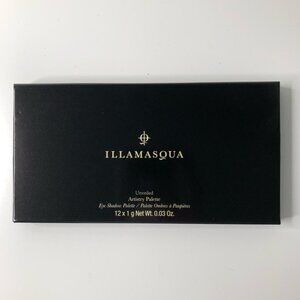 ILLAMASQUA
Unveiled
Artistry Palette
Eye Shadow Palette / Palette Ombres à Paupières
12 x 1 g Net Wt. 0.03 Oz.